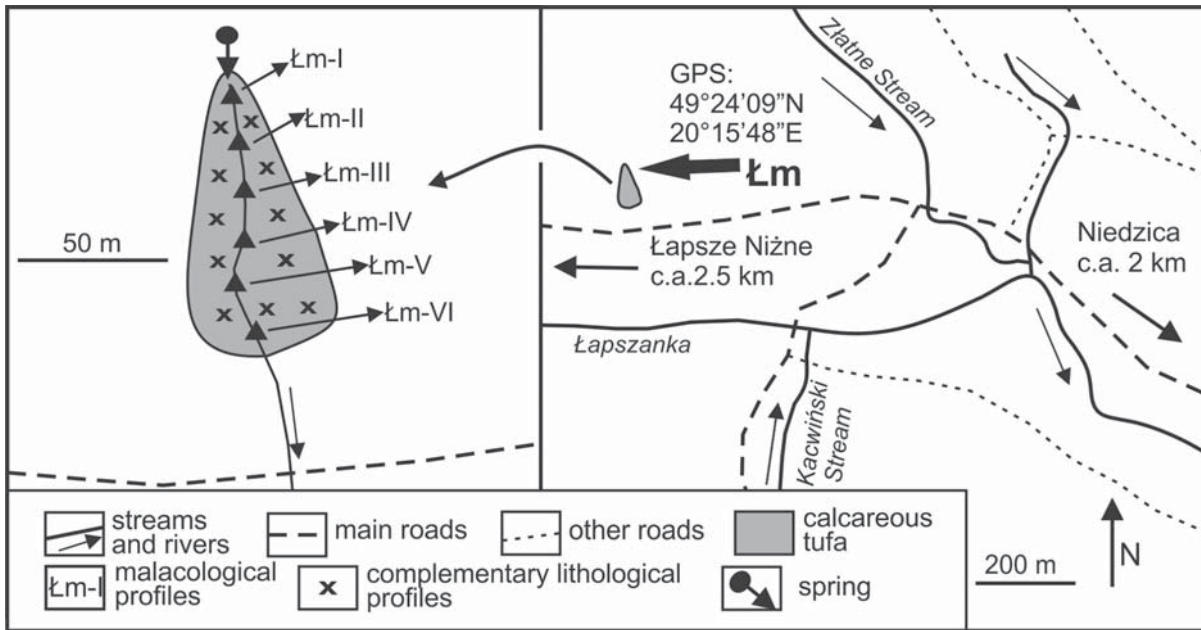 Łm-I
Łm-II
Łm-III
Łm-IV
Łm-V
Łm-VI
50 m
Złatne Stream
GPS:
49°24'09”N
20°15'48”E
Łm
Łapsze Niżne
c.a.2.5 km
Niedzica
c.a. 2 km
Łapszanka
Kacwiński
Stream
streams
and rivers
main roads
other roads
calcareous
tufa
Łm-I
malacological
profiles
x
complementary lithological
profiles
spring
200 m
N